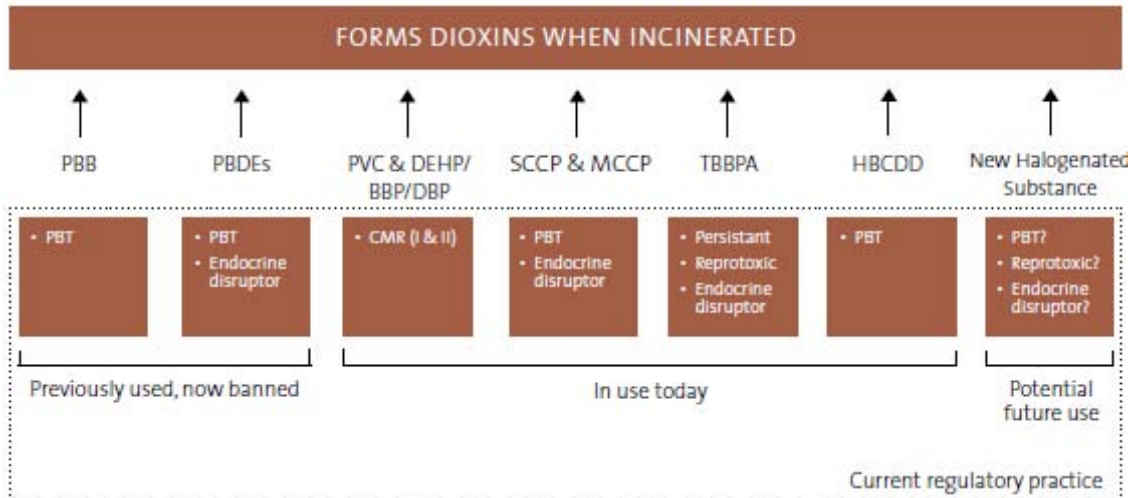 FORMS DIOXINS WHEN INCINERATED
PBB
PBDEs
PVC & DEHP/
BBP/DBP
SCCP & MCCP
TBBPA
HBCDD
New Halogenated
Substance
• PBT
• PBT
• Endocrine
disruptor
• CMR (I & II)
• PBT
• Endocrine
disruptor
• Persistant
• Reprotoxic
• Endocrine
disruptor
• PBT
• PBT?
• Reprotoxic?
• Endocrine
disruptor?
Previously used, now banned
In use today
Potential
future use
Current regulatory practice